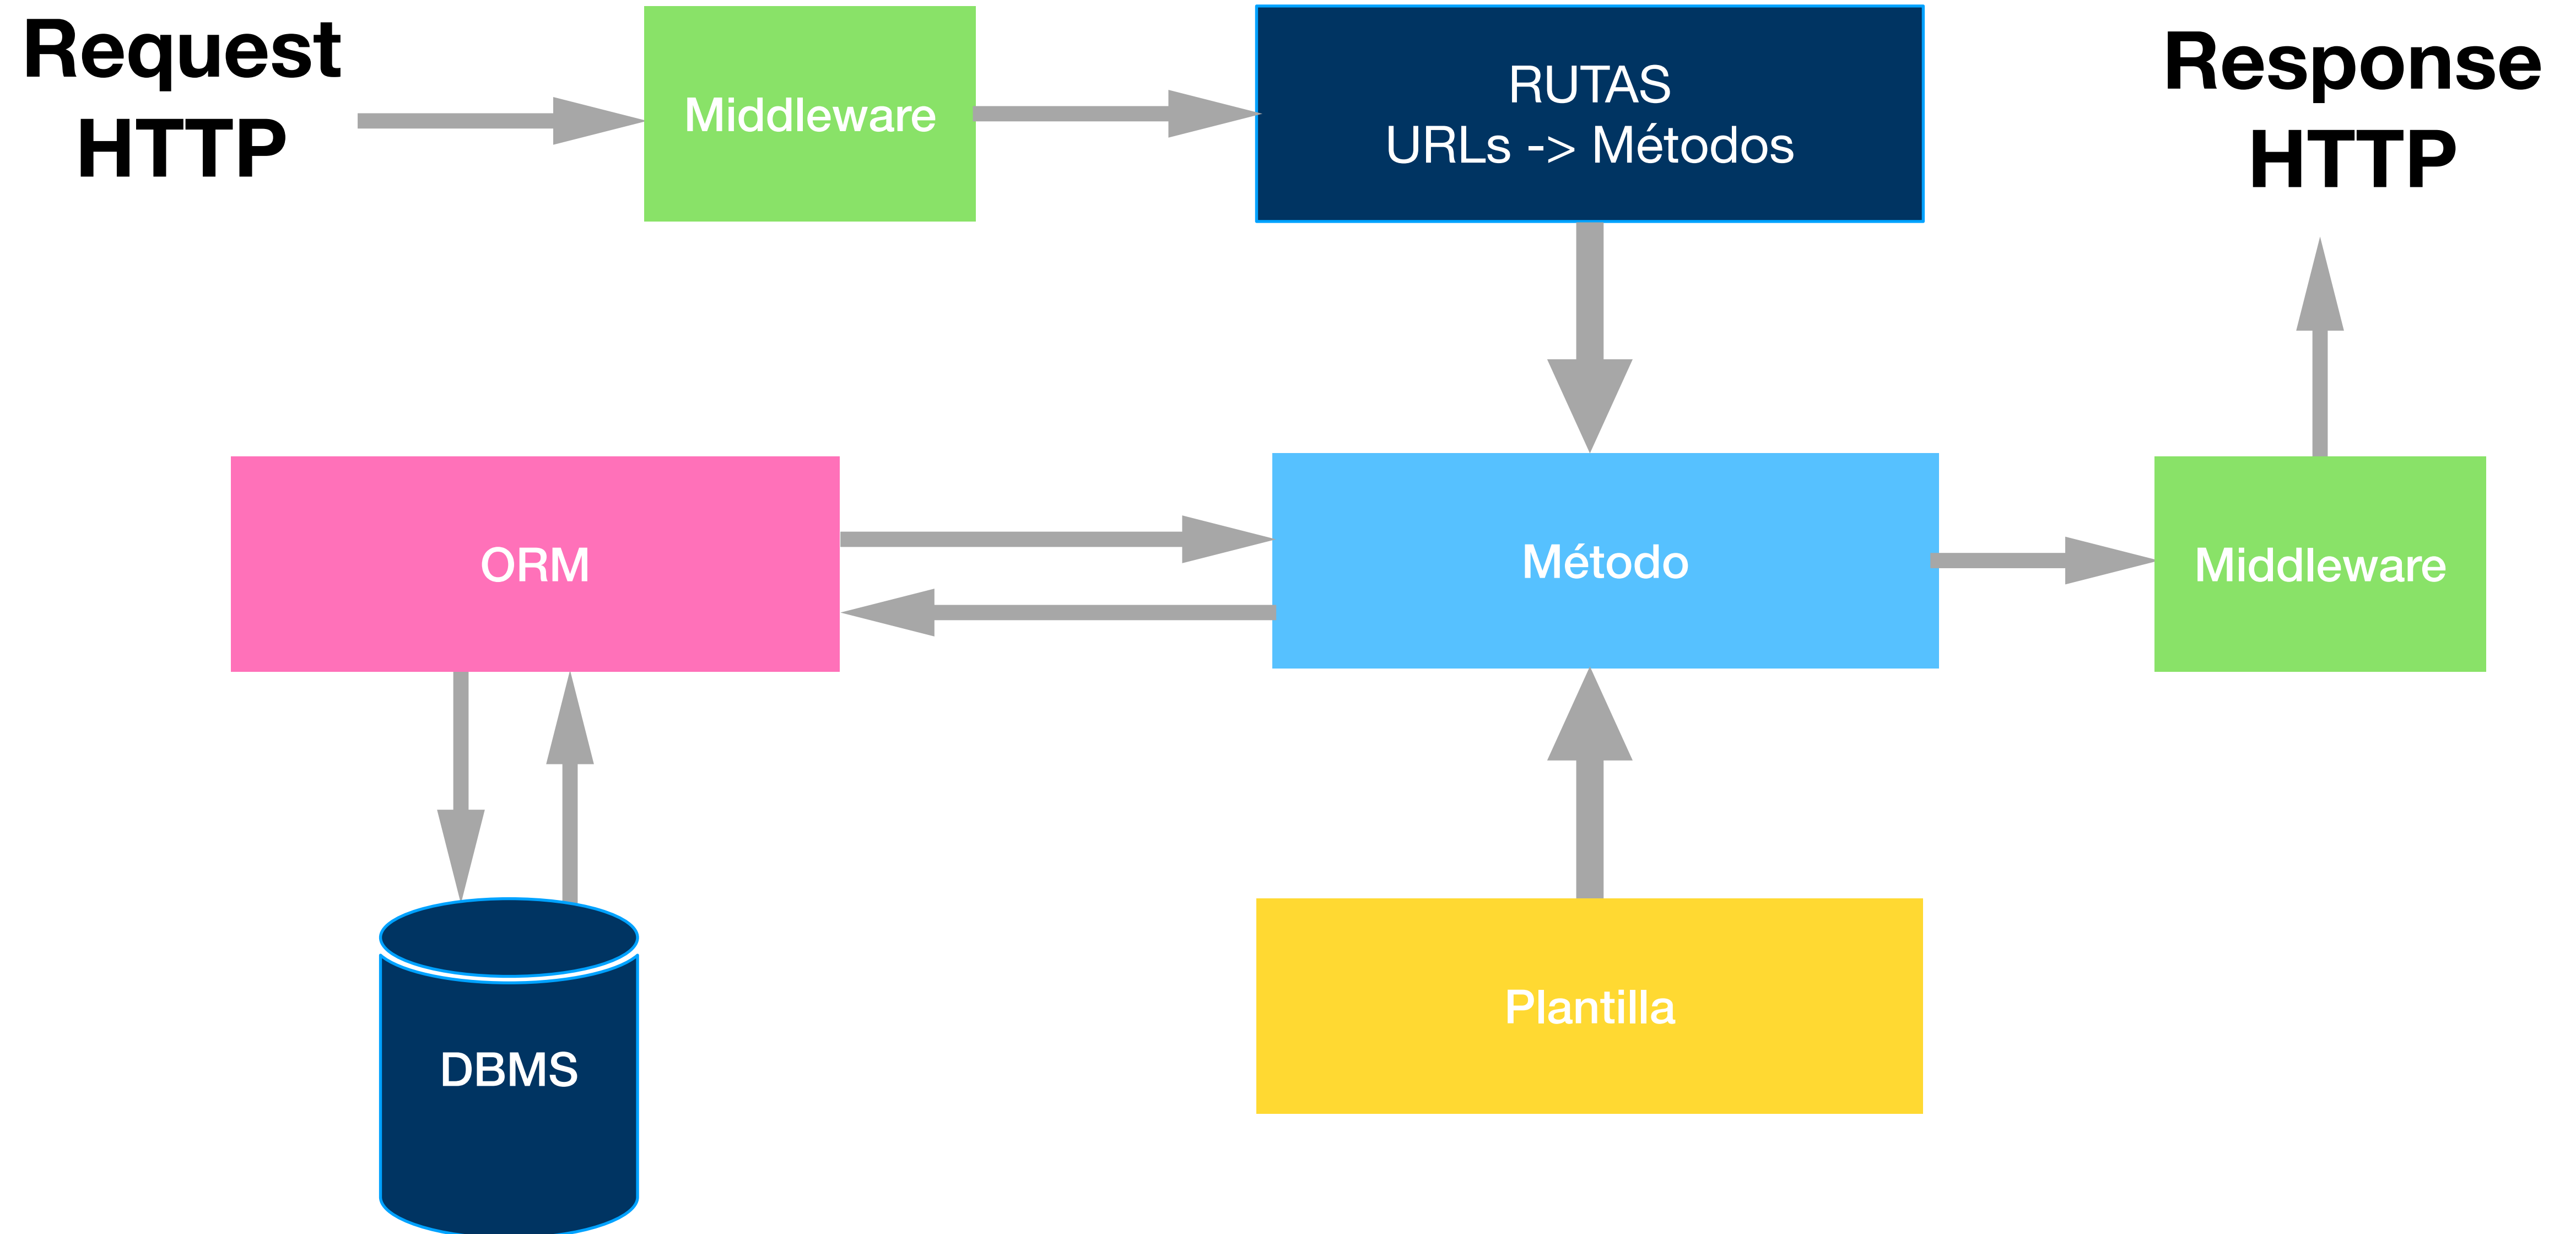 Request
HTTP
Middleware
RUTAS
URLs -> Métodos
Response
HTTP
ORM
Método
Middleware
DBMS
Plantilla